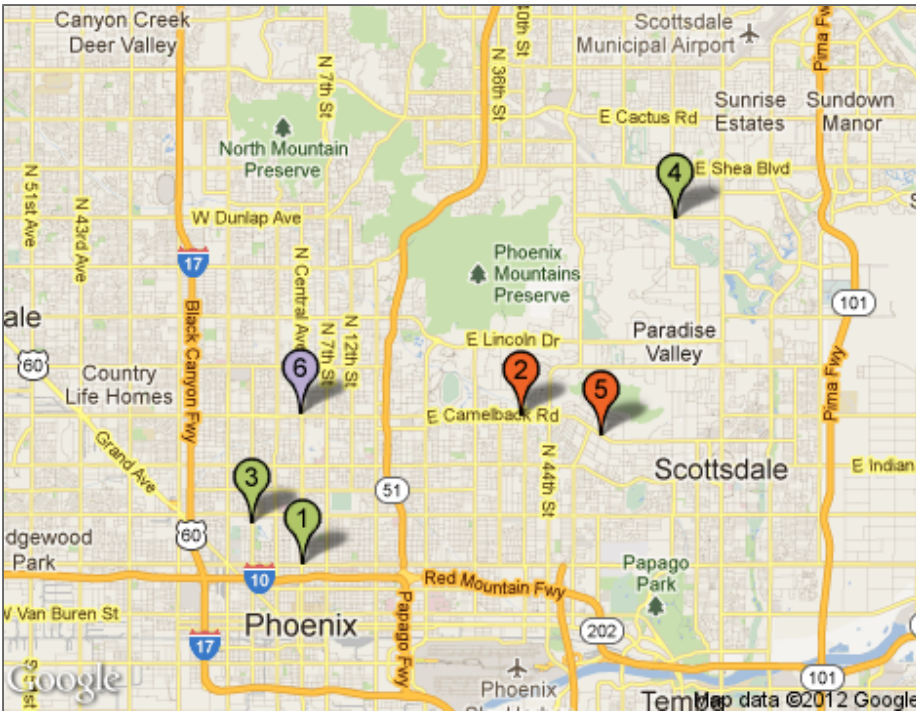 Canyon Creek
Deer Valley
N 7th St
40th St
N 36th St
Scottsdale
Municipal Airport
Pima Fwy
Sunrise
Estates
Sundown
Manor
E Cactus Rd
North Mountain
Preserve
E Shea Blvd
4
N 51st Ave
N 43rd Ave
W Dunlap Ave
N Central Ave
17
Phoenix
Mountains
Preserve
101
ale
60
Black Canyon Fwy
N 7th St
N 12th St
E Lincoln Dr
Paradise
Valley
Country
Life Homes
6
2
5
Pima Fwy
E Camelback Rd
Grand Ave
N 44th St
Scottsdale
E Indian
3
51
1
60
dgewood
Park
10
Red Mountain Fwy
Papago
Park
W Van Buren St
Phoenix
Papago Fwy
202
17
101
Google
Phoenix
Map data ©2012 Google